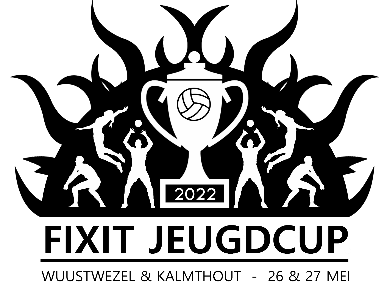 2022
FIXIT JEUGDCUP
WUUSTWEZEL & KALMTHOUT - 26 & 27 MEI